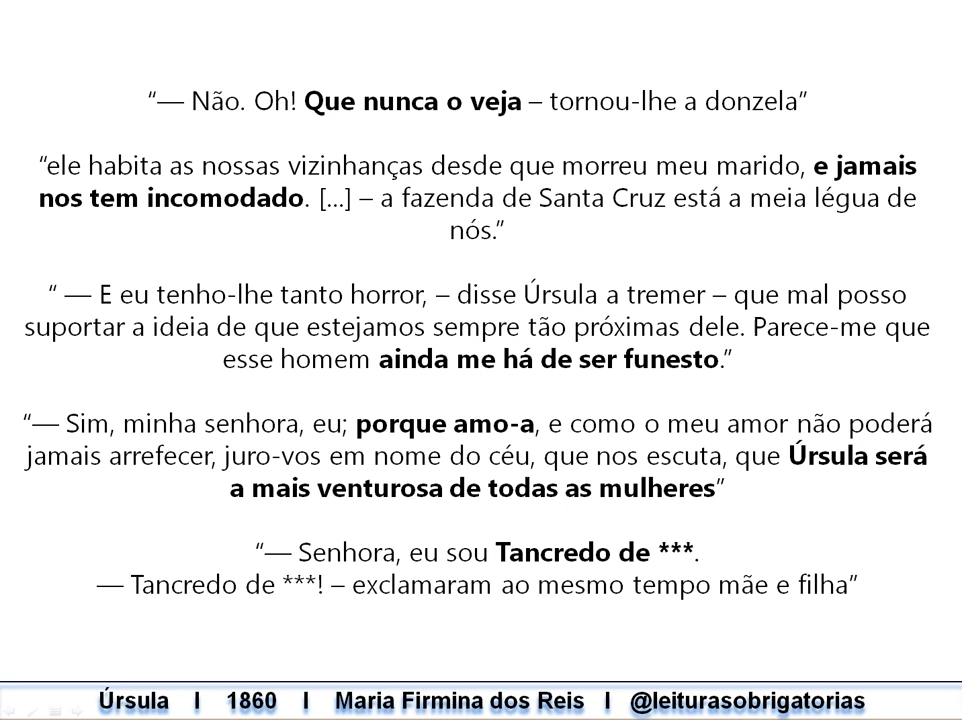 “— Não. Oh! Que nunca o veja – tornou-lhe a donzela”
“ele habita as nossas vizinhanças desde que morreu meu marido, e jamais
nos tem incomodado. [...] – a fazenda de Santa Cruz está a meia légua de
nós.”
“ — E eu tenho-lhe tanto horror, – disse Úrsula a tremer – que mal posso
suportar a ideia de que estejamos sempre tão próximas dele. Parece-me que
esse homem ainda me há de ser funesto.”
“— Sim, minha senhora, eu; porque amo-a, e como o meu amor não poderá
jamais arrefecer, juro-vos em nome do céu, que nos escuta, que Úrsula será
a mais venturosa de todas as mulheres”
“— Senhora, eu sou Tancredo de ***.
— Tancredo de ***! – exclamaram ao mesmo tempo mãe e filha”
Úrsula I 1860 I Maria Firmina dos Reis I @leiturasobrigatorias